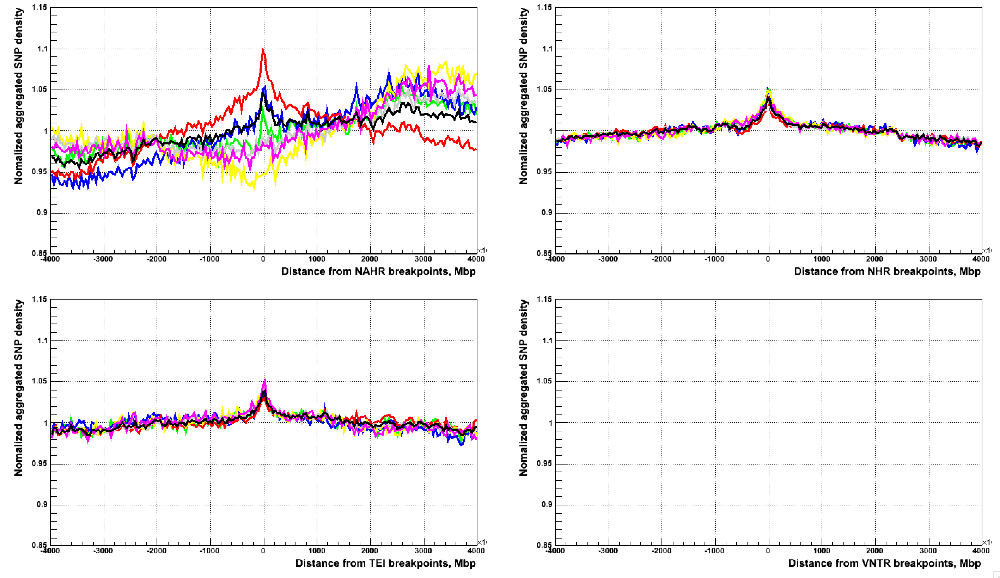 Nomalized aggregated SNP density
1.15
1.1
1.05
1
0.95
0.9
0.85
-4000 -3000 -2000 -1000 0 1000 2000 3000 4000
Distance from NAHR breakpoints, Mbp
Nomalized aggregated SNP density
1.15
1.1
1.05
1
0.95
0.9
0.85
-4000 -3000 -2000 -1000 0 1000 2000 3000 4000
Distance from NHR breakpoints, Mbp
Nomalized aggregated SNP density
1.15
1.1
1.05
1
0.95
0.9
0.85
-4000 -3000 -2000 -1000 0 1000 2000 3000 4000
Distance from TEI breakpoints, Mbp
Nomalized aggregated SNP density
1.15
1.1
1.05
1
0.95
0.9
0.85
-4000 -3000 -2000 -1000 0 1000 2000 3000 4000
Distance from VNTR breakpoints, Mbp